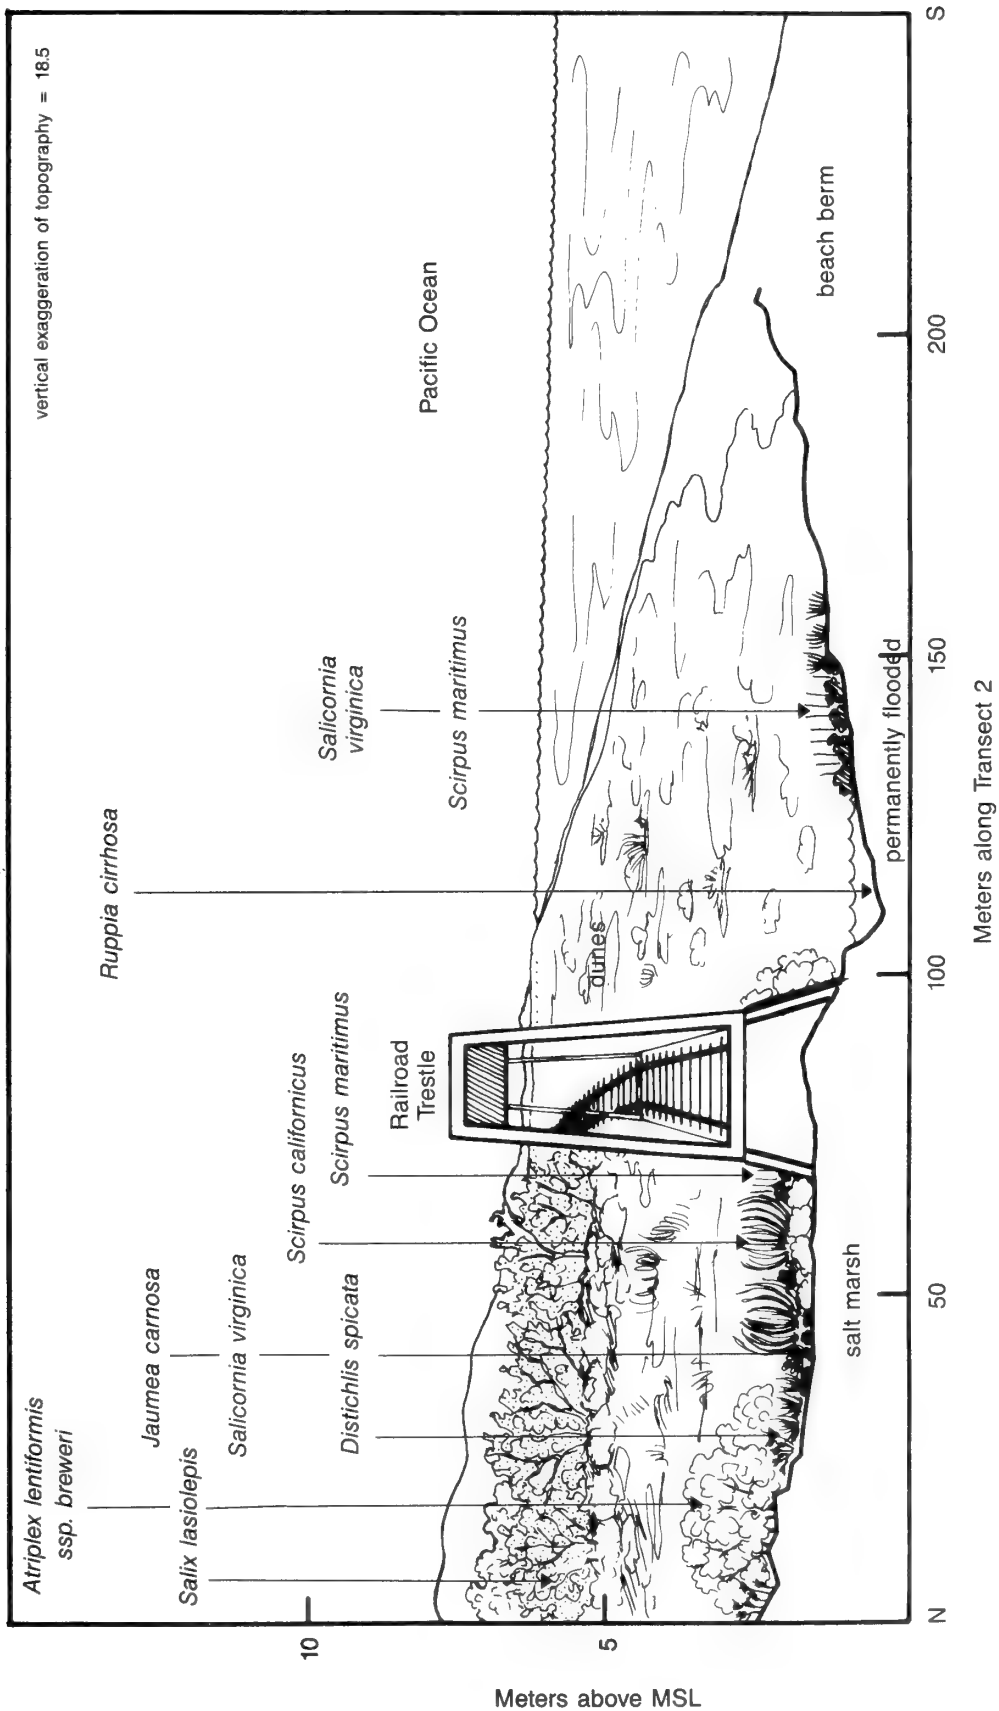 vertical exaggeration of topography = 18.5
Atriplex lentiformis
ssp. breweri
Ruppia cirrhosa
Jaumea carnosa
Salix lasiolepis
Salicornia virginica
Scirpus californicus
Salicornia
virginica
Distichlis spicata
Scirpus maritimus
Railroad
Trestle
Pacific Ocean
Scirpus maritimus
dunes
10
5
Meters above MSL
beach berm
salt marsh
permanently flooded
N
50
100
150
200
S
Meters along Transect 2